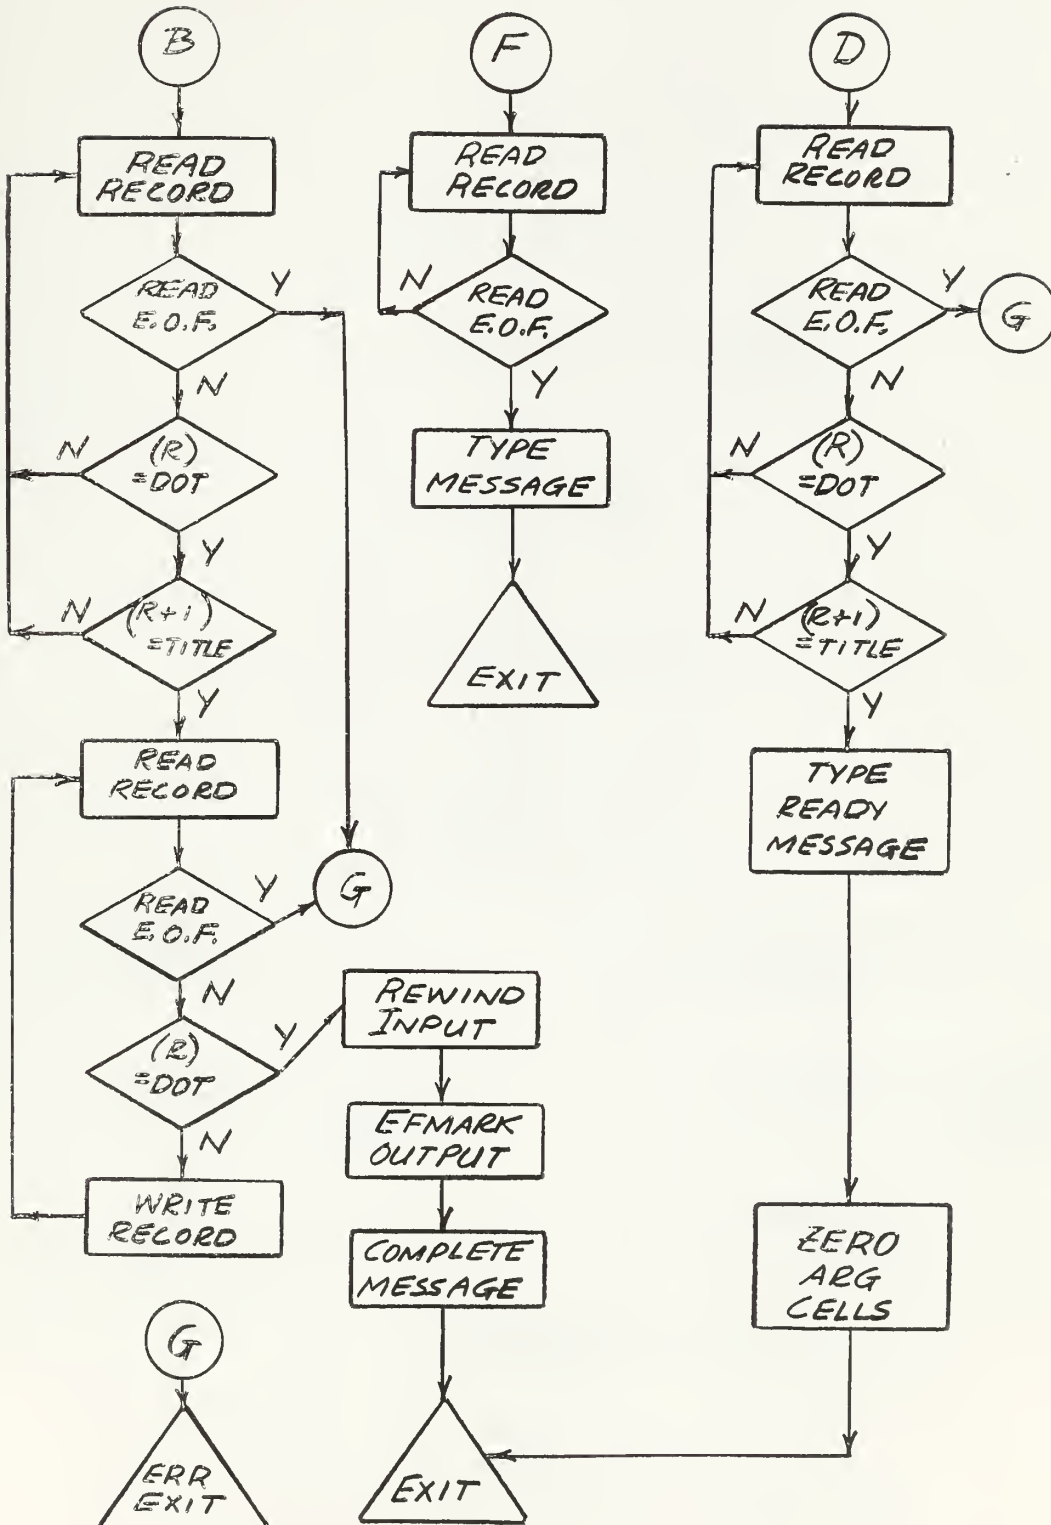 B
READ
RECORD
READ
E.O.F.
Y
N
(R)
=DOT
N
Y
(R+1)
=TITLE
N
Y
READ
RECORD
READ
E.O.F.
Y
G
N
(R)
=DOT
Y
N
WRITE
RECORD
REWIND
INPUT
EFMARK
OUTPUT
COMPLETE
MESSAGE
EXIT
G
ERR
EXIT
F
READ
RECORD
N
READ
E.O.F.
Y
TYPE
MESSAGE
EXIT
D
READ
RECORD
READ
E.O.F.
Y
G
N
(R)
=DOT
N
Y
(R+1)
=TITLE
N
Y
TYPE
READY
MESSAGE
ZERO
ARG
CELLS